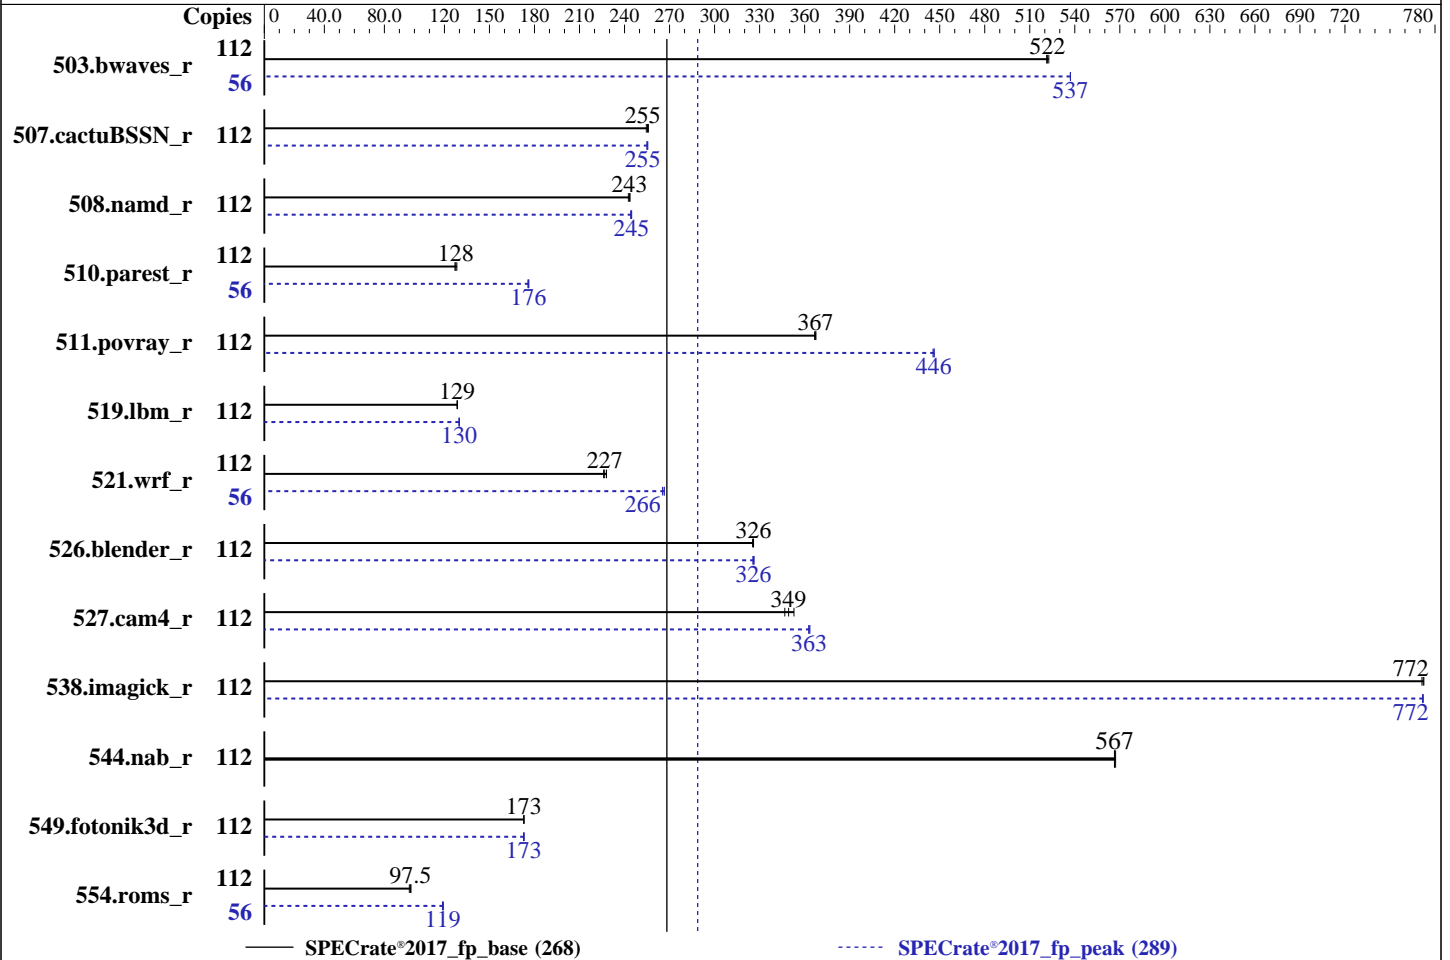 Copies 0 40.0 80.0 120 150 180 210 240 270 300 330 360 390 420 450 480 510 540 570 600 630 660 690 720 780
503.bwaves_r 112 522
56 537
507.cactuBSSN_r 112 255
255
508.namd_r 112 243
245
510.parest_r 112 128
56 176
511.povray_r 112 367
446
519.lbm_r 112 129
130
521.wrf_r 112 227
56 266
526.blender_r 112 326
326
527.cam4_r 112 349
363
538.imagick_r 112 772
772
544.nab_r 112 567
549.fotonik3d_r 112 173
173
554.roms_r 112 97.5
56 119
SPECrate®2017_fp_base (268) SPECrate®2017_fp_peak (289)